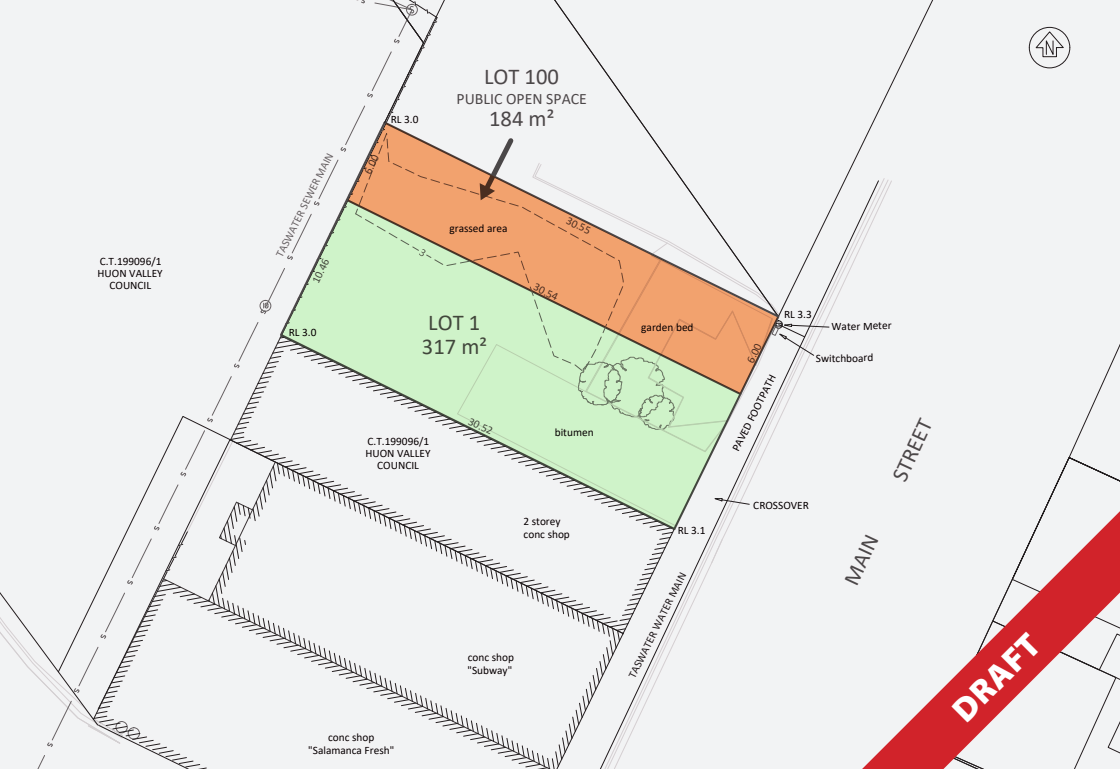 N
LOT 100
PUBLIC OPEN SPACE
184 m²
RL 3.0
6.00
TASWATER SEWER MAIN
30.55
grassed area
3
30.54
10.46
C.T.199096/1
HUON VALLEY
COUNCIL
LOT 1
317 m²
RL 3.0
garden bed
RL 3.3
Water Meter
Switchboard
6.00
PAVED FOOTPATH
30.52
bitumen
C.T.199096/1
HUON VALLEY
COUNCIL
CROSSOVER
2 storey
conc shop
RL 3.1
MAIN STREET
TASWATER WATER MAIN
conc shop
"Subway"
conc shop
"Salamanca Fresh"
DRAFT
S
S
S
S
S
S
S
S
S
S
S
S